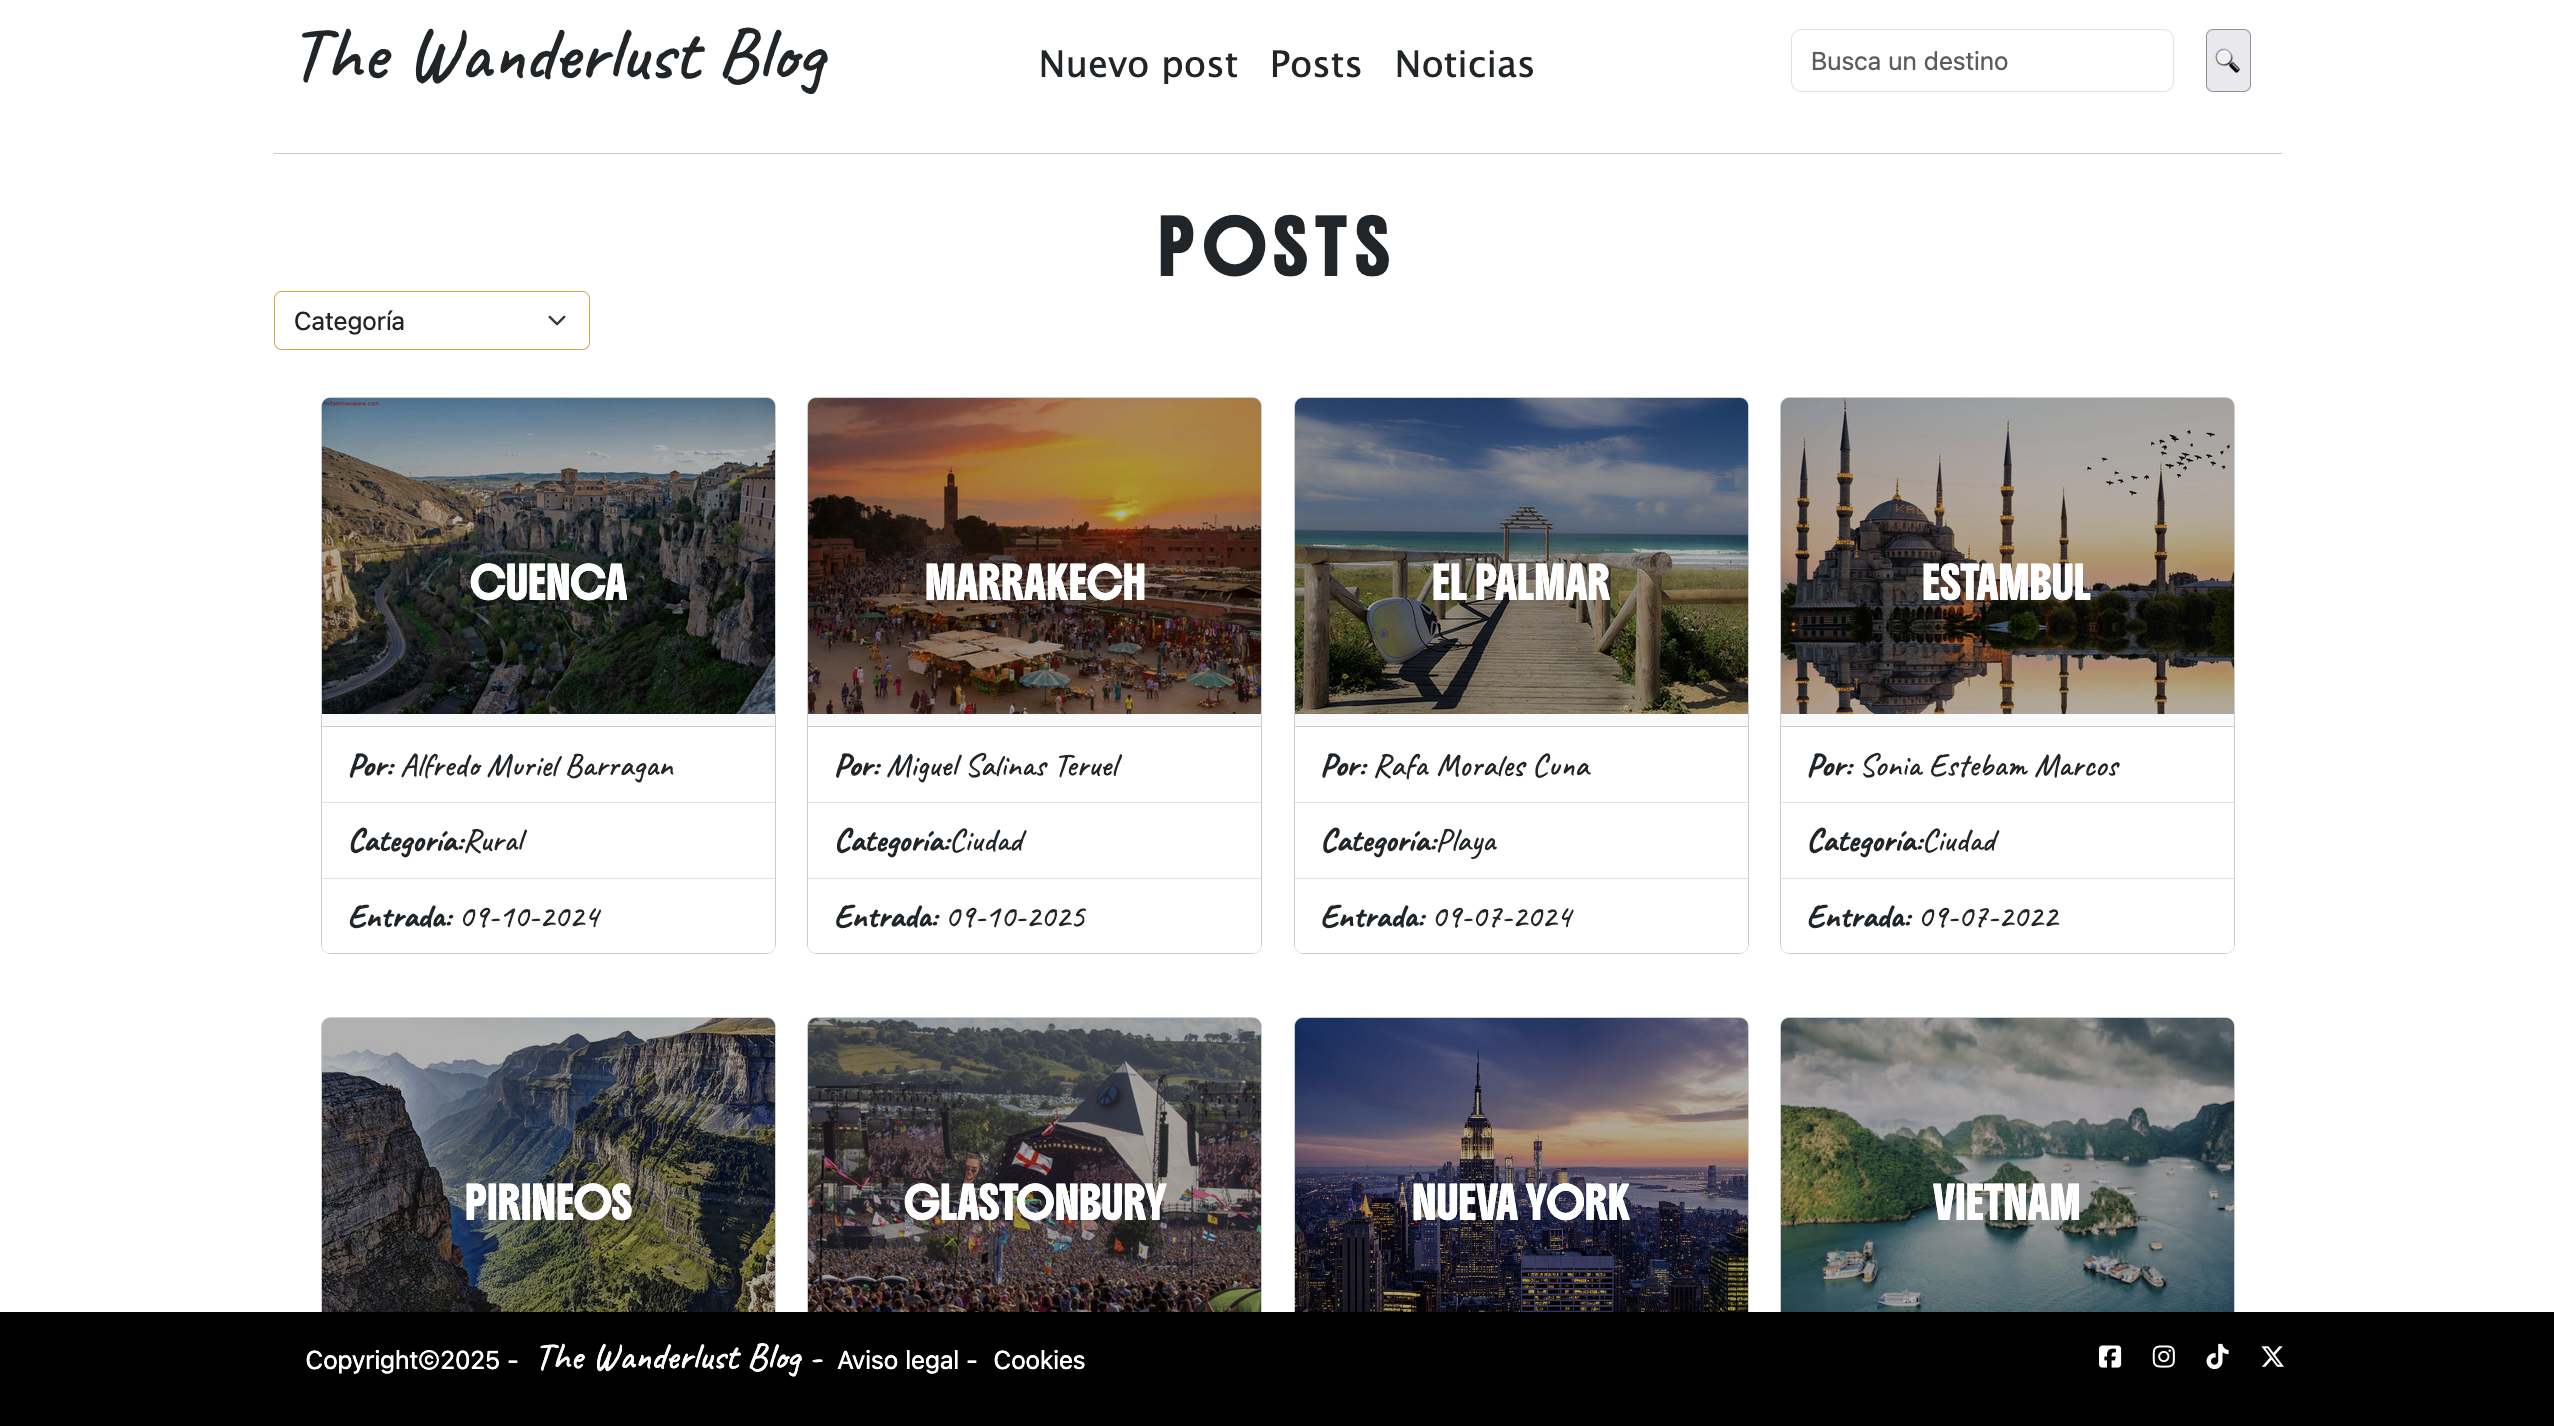 The Wanderlust Blog
Nuevo post Posts Noticias
Busca un destino
POSTS
Categoría
CUENCA
MARRAKECH
EL PALMAR
ESTAMBUL
Por: Alfredo Muriel Barragan
Categoría:Rural
Entrada: 09-10-2024
Por: Miguel Salinas Teruel
Categoría:Ciudad
Entrada: 09-10-2025
Por: Rafa Morales Cuna
Categoría:Playa
Entrada: 09-07-2024
Por: Sonia Estebam Marcos
Categoría:Ciudad
Entrada: 09-07-2022
PIRINEOS
GLASTONBURY
NUEVA YORK
VIETNAM
Copyright©2025 - The Wanderlust Blog - Aviso legal - Cookies